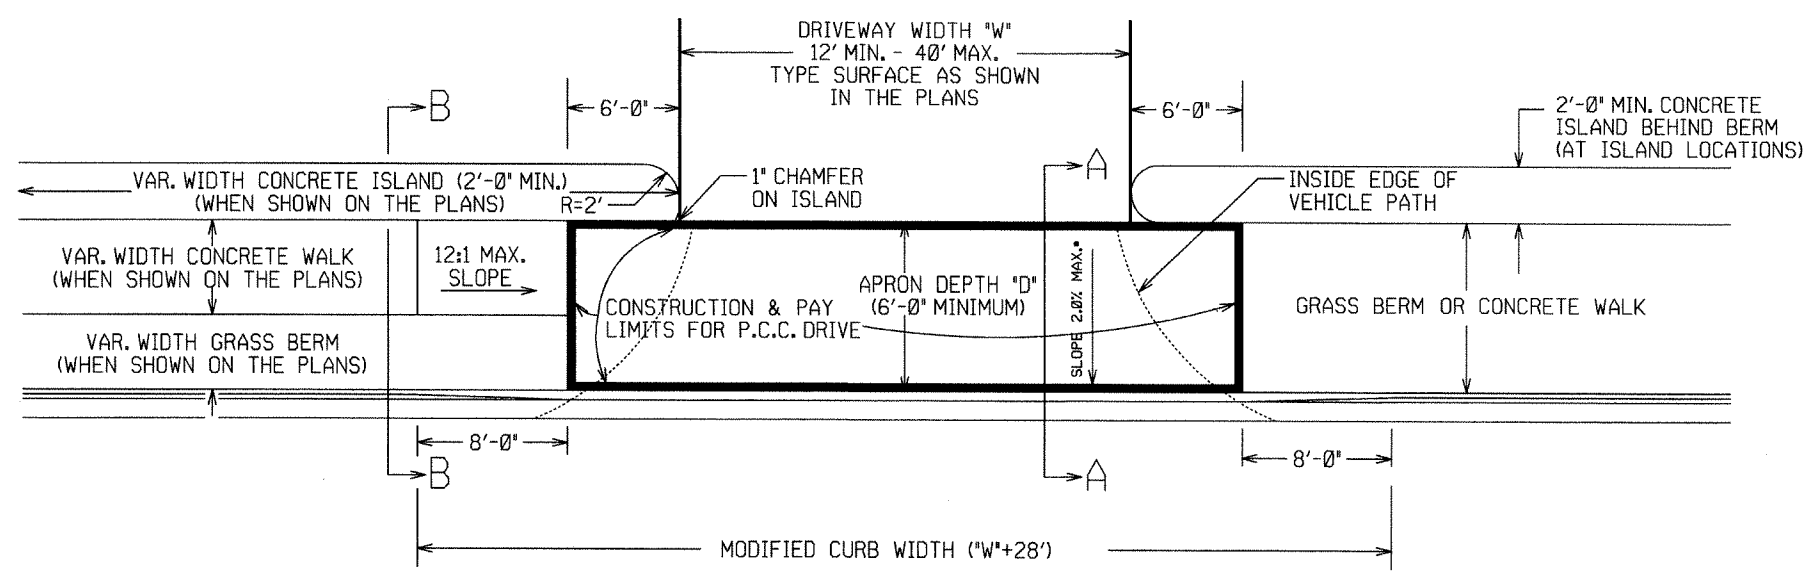 DRIVEWAY WIDTH "W"
12' MIN. - 40' MAX.
TYPE SURFACE AS SHOWN
IN THE PLANS
6'-0"
6'-0"
B
2'-0" MIN. CONCRETE
ISLAND BEHIND BERM
(AT ISLAND LOCATIONS)
A
VAR. WIDTH CONCRETE ISLAND (2'-0" MIN.)
(WHEN SHOWN ON THE PLANS)
R=2'
1" CHAMFER
ON ISLAND
INSIDE EDGE OF
VEHICLE PATH
VAR. WIDTH CONCRETE WALK
(WHEN SHOWN ON THE PLANS)
12:1 MAX.
SLOPE
APRON DEPTH "D"
(6'-0" MINIMUM)
SLOPE 2.0% MAX.*
CONSTRUCTION & PAY
LIMITS FOR P.C.C. DRIVE
GRASS BERM OR CONCRETE WALK
VAR. WIDTH GRASS BERM
(WHEN SHOWN ON THE PLANS)
8'-0"
8'-0"
B
A
MODIFIED CURB WIDTH ("W"+28')